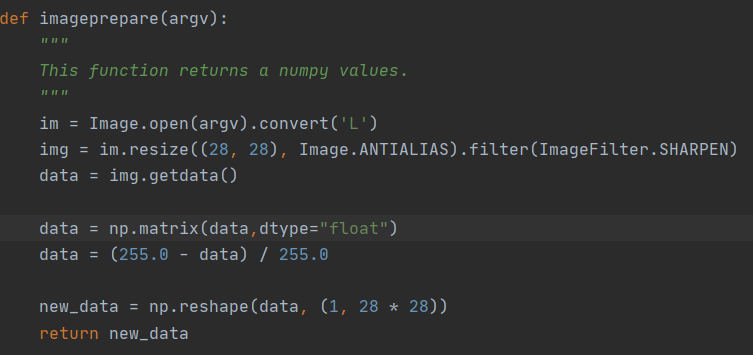 def imageprepare(argv):
    """
    This function returns a numpy values.
    """
    im = Image.open(argv).convert('L')
    img = im.resize((28, 28), Image.ANTIALIAS).filter(ImageFilter.SHARPEN)
    data = img.getdata()

    data = np.matrix(data,dtype="float")
    data = (255.0 - data) / 255.0

    new_data = np.reshape(data, (1, 28 * 28))
    return new_data